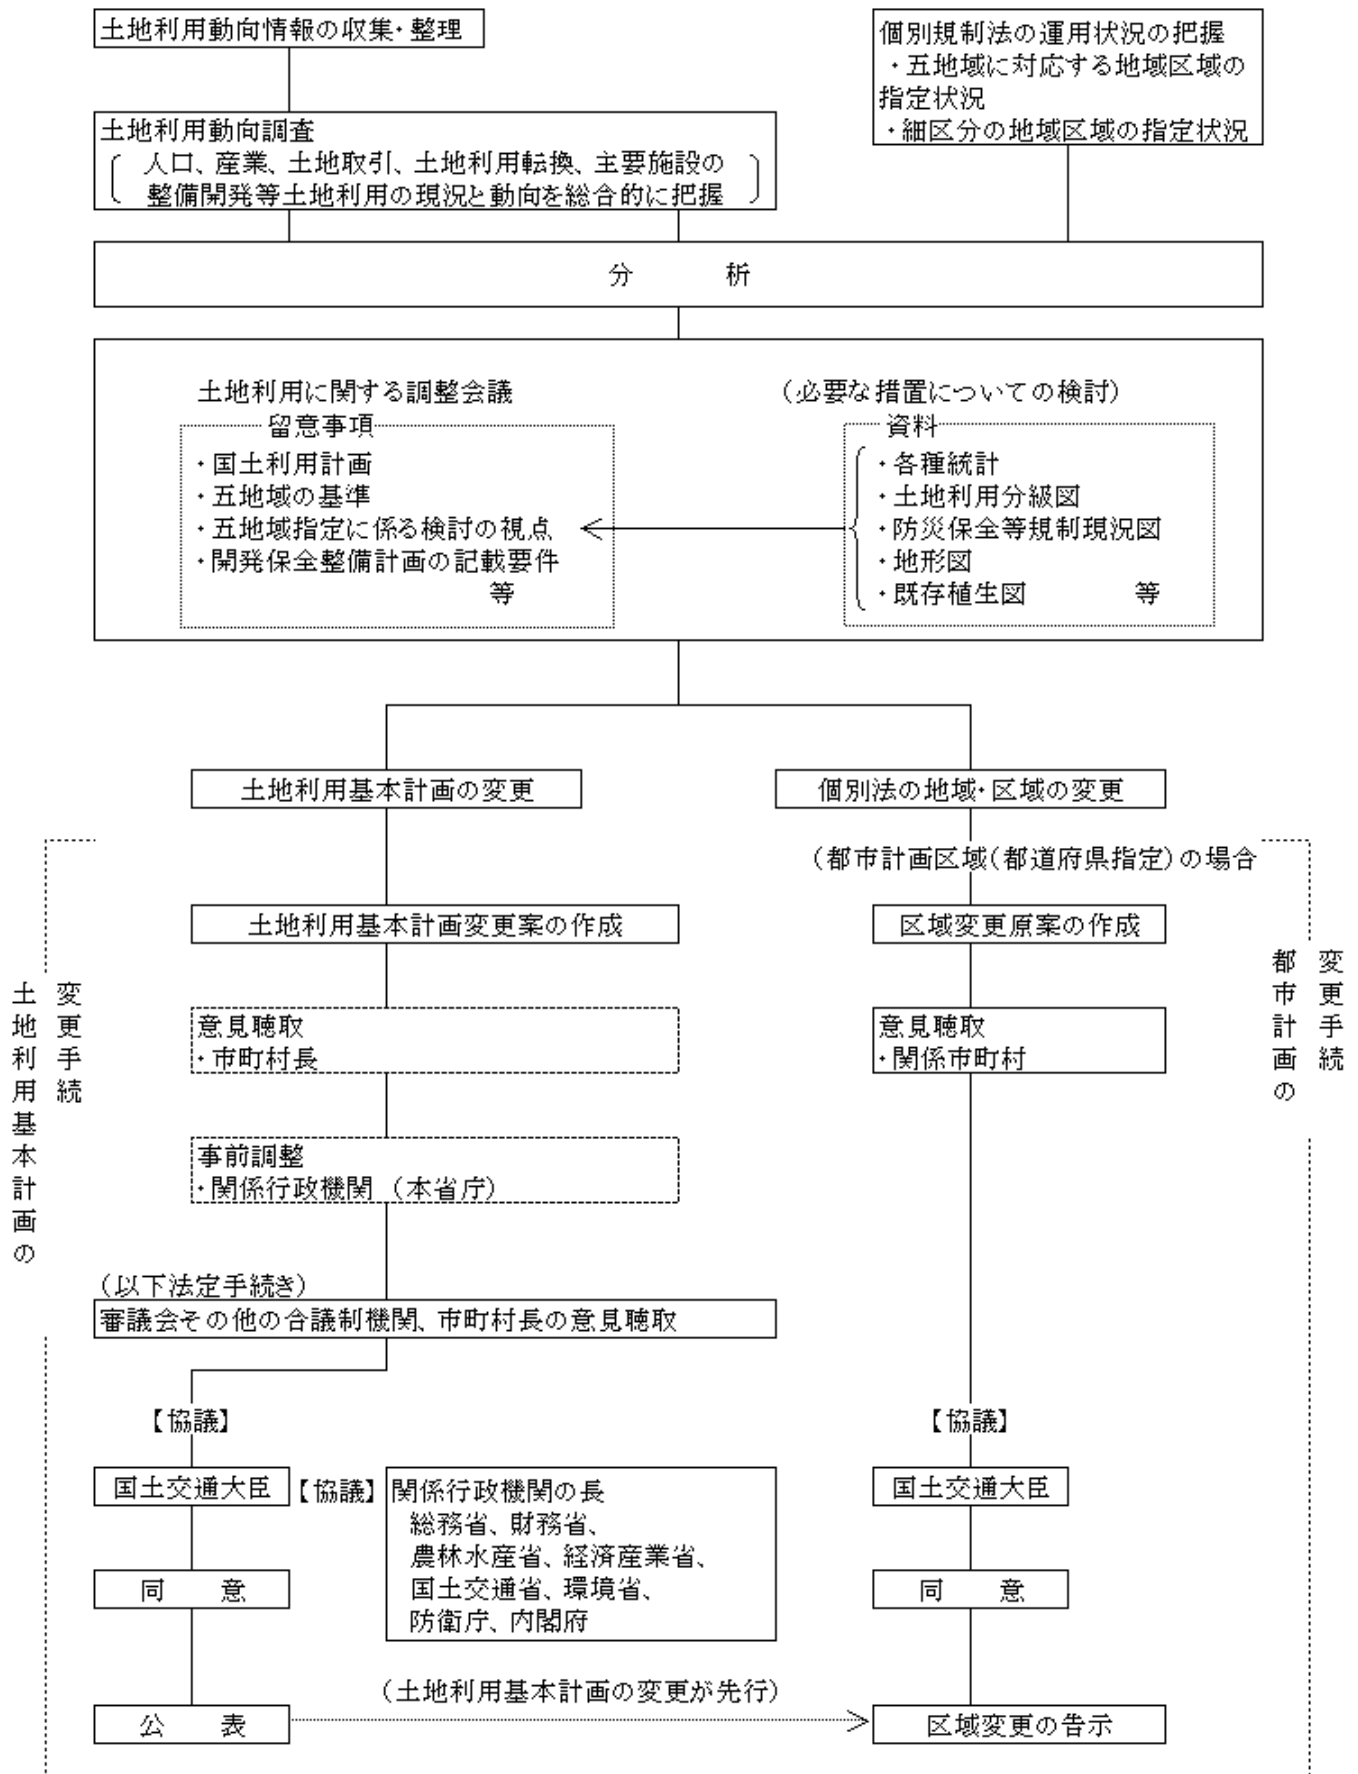 土地利用動向情報の収集・整理
個別規制法の運用状況の把握
・五地域に対応する地域区域の
指定状況
・細区分の地域区域の指定状況
土地利用動向調査
人口、産業、土地取引、土地利用転換、主要施設の
整備開発等土地利用の現況と動向を総合的に把握
分　析
土地利用に関する調整会議
（必要な措置についての検討）
留意事項
・国土利用計画
・五地域の基準
・五地域指定に係る検討の視点
・開発保全整備計画の記載要件
等
資料
・各種統計
・土地利用分級図
・防災保全等規制現況図
・地形図
・既存植生図　等
土地利用基本計画の変更
個別法の地域・区域の変更
（都市計画区域（都道府県指定）の場合
土地利用基本計画変更案の作成
区域変更原案の作成
土地利用基本計画の
変更手続
都市計画の
変更手続
意見聴取
・市町村長
意見聴取
・関係市町村
事前調整
・関係行政機関（本省庁）
（以下法定手続き）
審議会その他の合議制機関、市町村長の意見聴取
【協議】
【協議】
国土交通大臣
【協議】
関係行政機関の長
総務省、財務省、
農林水産省、経済産業省、
国土交通省、環境省、
防衛庁、内閣府
国土交通大臣
同　意
同　意
（土地利用基本計画の変更が先行）
公　表
区域変更の告示